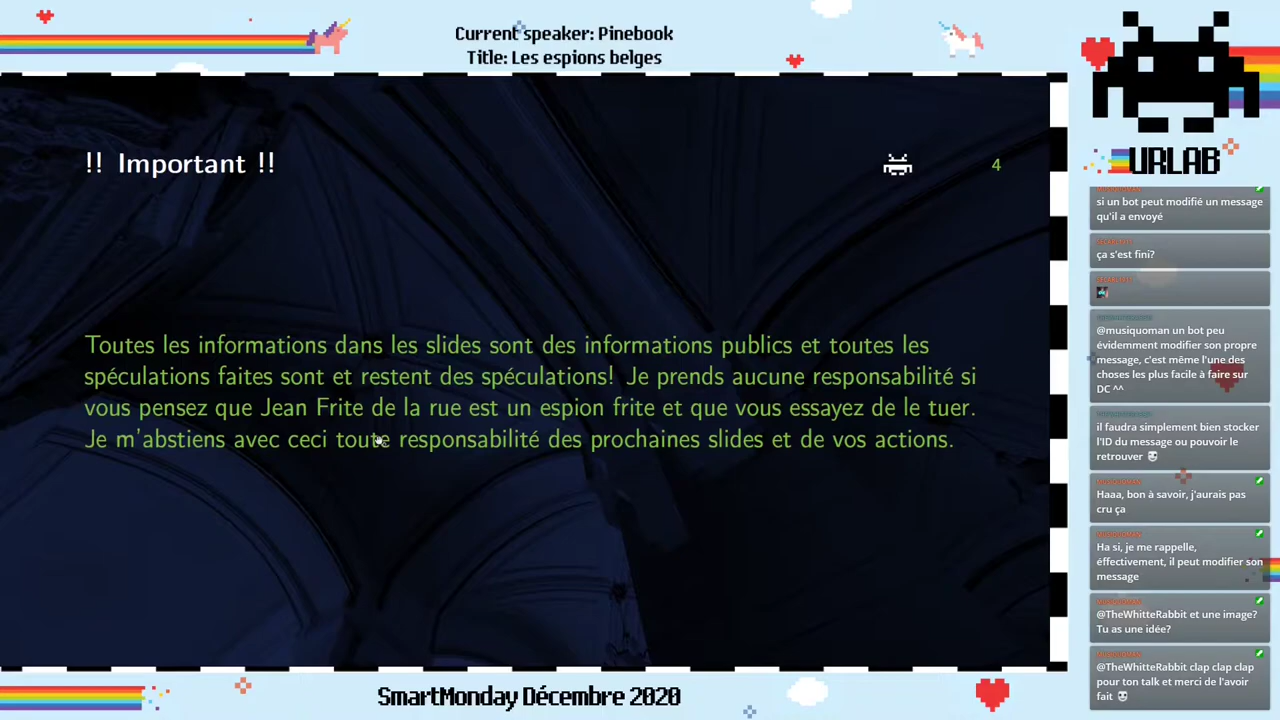 Current speaker: Pinebook
Title: Les espions belges
!! Important !!
4
Toutes les informations dans les slides sont des informations publics et toutes les
spéculations faites sont et restent des spéculations! Je prends aucune responsabilité si
vous pensez que Jean Frite de la rue est un espion frite et que vous essayez de le tuer.
Je m'abstiens avec ceci toute responsabilité des prochaines slides et de vos actions.
SmartMonday Décembre 2020
URLAB
si un bot peut modifié un message
qu'il a envoyé
ça s'est fini?
@musiquoman un bot peu
évidemment modifier son propre
message, c'est même l'une des
choses les plus facile à faire sur
DC ^^
il faudra simplement bien stocker
l'ID du message ou pouvoir le
retrouver
MUSIQUOMAN
Haaa, bon à savoir, j'aurais pas
cru ça
MUSIQUOMAN
Ha si, je me rappelle,
éffectivement, il peut modifier son
message
MUSIQUOMAN
@TheWhitteRabbit et une image?
Tu as une idée?
MUSIQUOMAN
@TheWhitteRabbit clap clap clap
pour ton talk et merci de l'avoir
fait